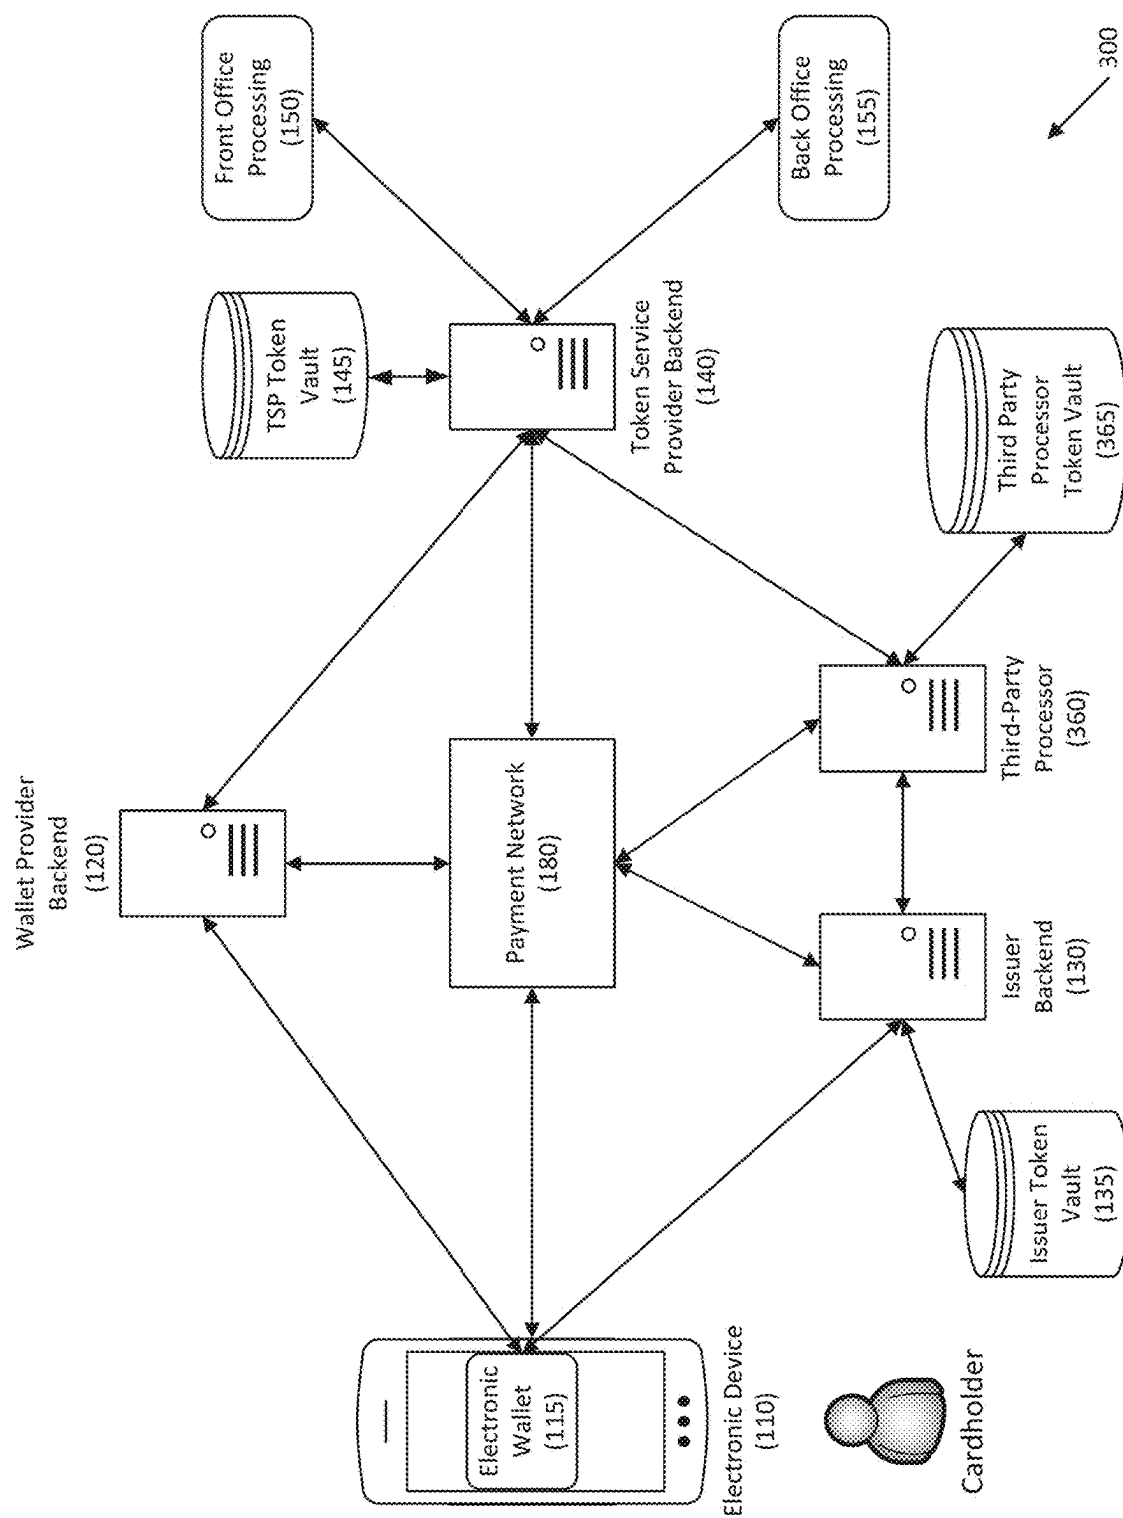 Wallet Provider
Backend
(120)
Front Office
Processing
(150)
TSP Token
Vault
(145)
Electronic
Wallet
(115)
Electronic Device
(110)
Payment Network
(180)
Token Service
Provider Backend
(140)
Back Office
Processing
(155)
Cardholder
Issuer Token
Vault
(135)
Issuer
Backend
(130)
Third-Party
Processor
(360)
Third Party
Processor
Token Vault
(365)
300